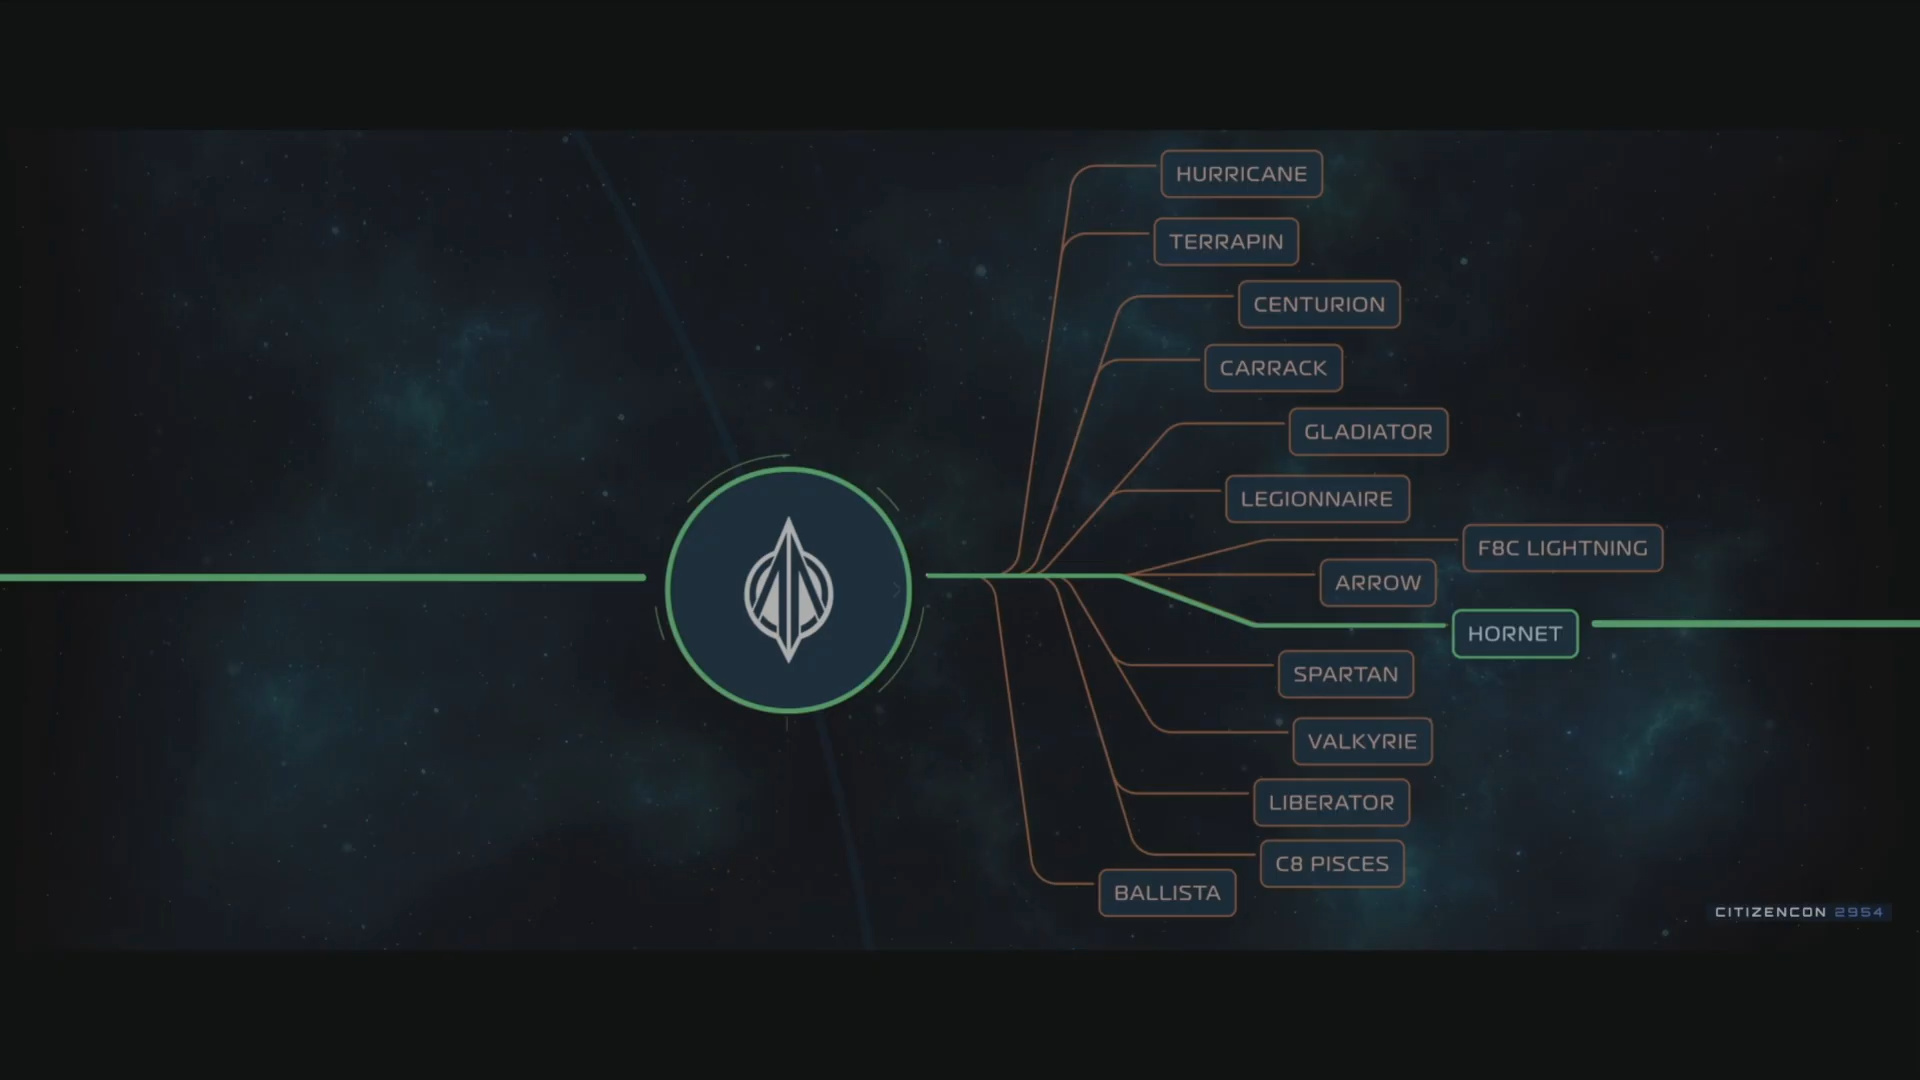 HURRICANE
TERRAPIN
CENTURION
CARRACK
GLADIATOR
LEGIONNAIRE
F8C LIGHTNING
ARROW
HORNET
SPARTAN
VALKYRIE
LIBERATOR
C8 PISCES
BALLISTA
CITIZENCON 2954